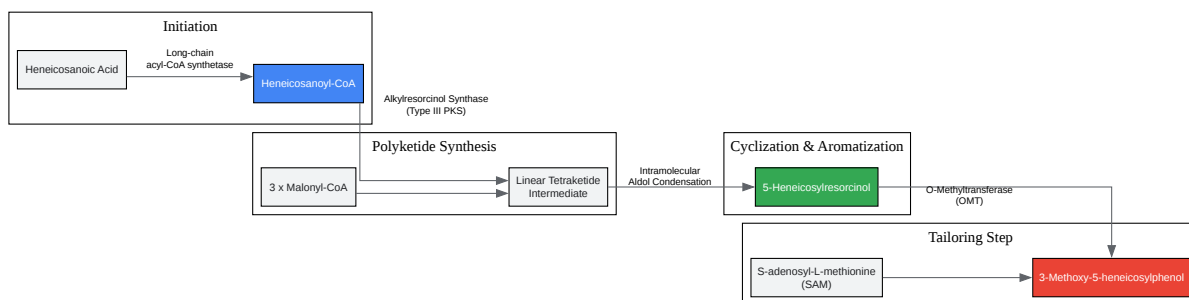 Initiation
Heneicosanoic Acid
Long-chain
acyl-CoA synthetase
Heneicosanoyl-CoA
Alkylresorcinol Synthase
(Type III PKS)
Polyketide Synthesis
3 x Malonyl-CoA
Linear Tetraketide
Intermediate
Intramolecular
Aldol Condensation
Cyclization & Aromatization
5-Heneicosylresorcinol
O-Methyltransferase
(OMT)
Tailoring Step
S-adenosyl-L-methionine
(SAM)
3-Methoxy-5-heneicosylphenol